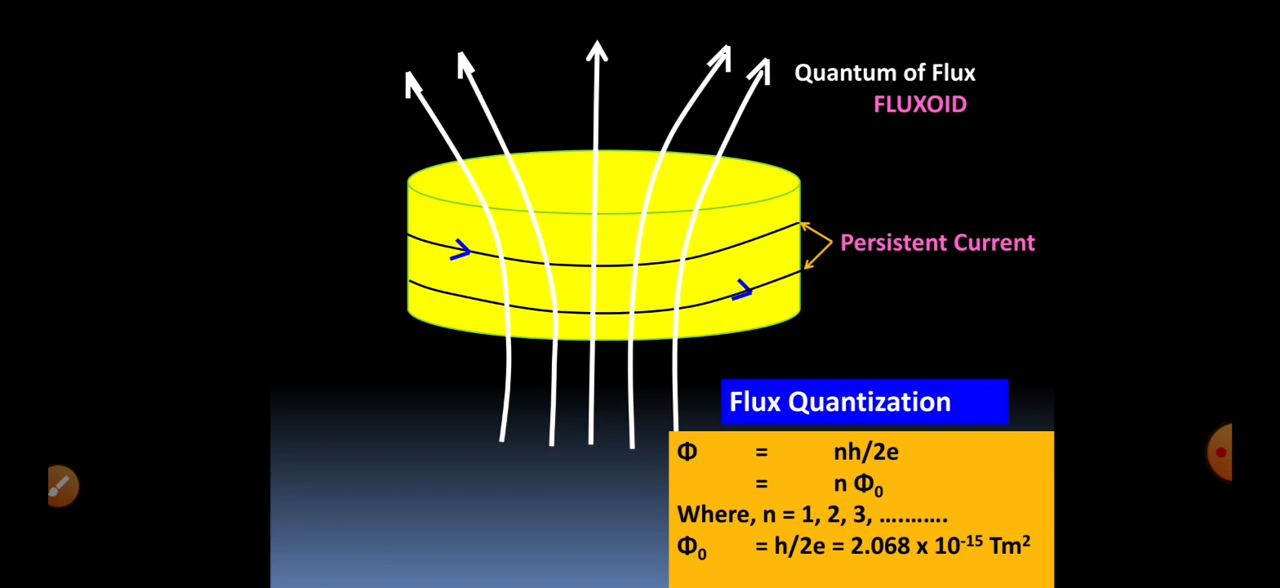 Quantum of Flux
FLUXOID
Persistent Current
Flux Quantization
Φ = nh/2e
= n Φ₀
Where, n = 1, 2, 3, ..........
Φ₀ = h/2e = 2.068 x 10⁻¹⁵ Tm²